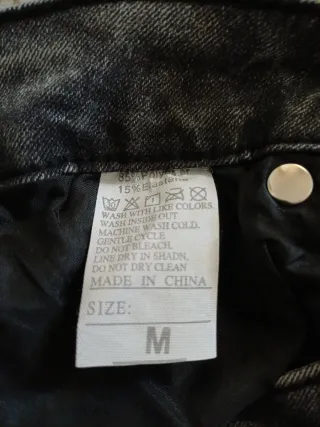 15% Elastane
WASH WITH LIKE COLORS.
WASH INSIDE OUT
MACHINE WASH COLD.
GENTLE CYCLE
DO NOT BLEACH.
LINE DRY IN SHADN,
DO NOT DRY CLEAN
MADE IN CHINA
SIZE:
M